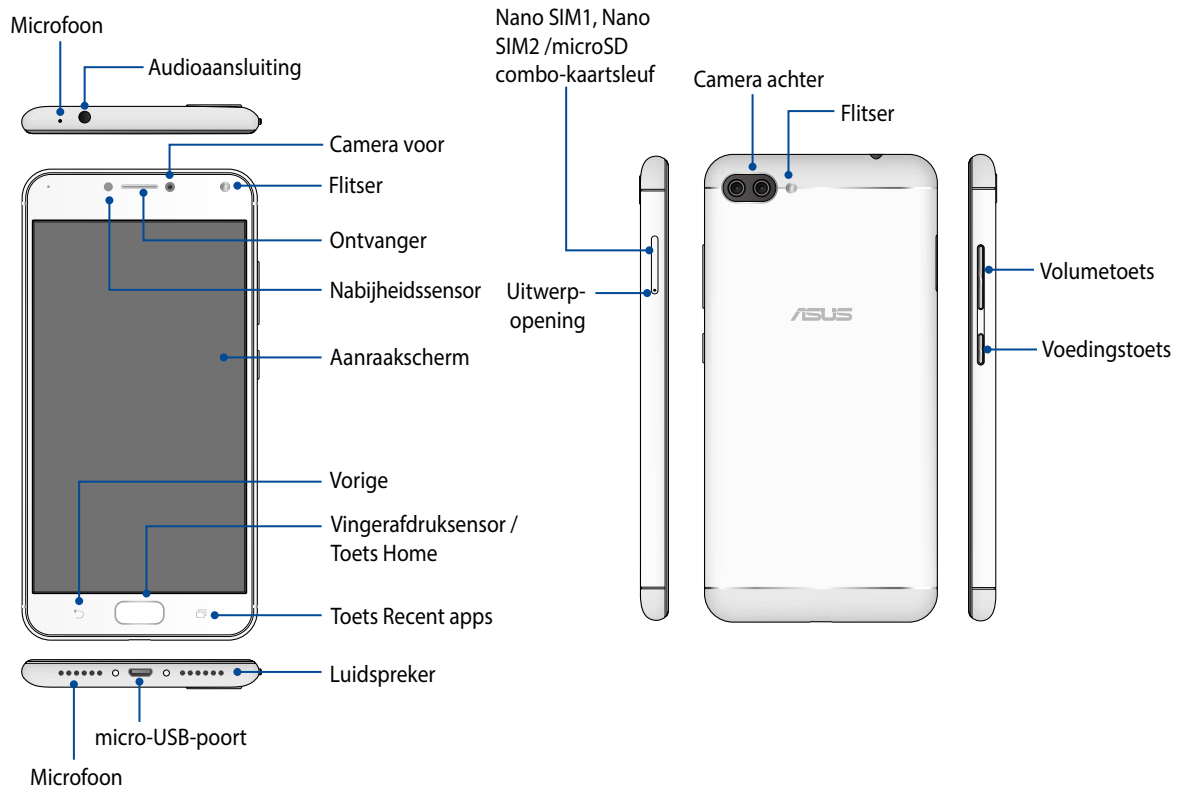 Microfoon
Audioaansluiting
Camera voor
Flitser
Ontvanger
Nabijheidssensor
Aanraakscherm
Vorige
Vingerafdruksensor /
Toets Home
Toets Recent apps
Luidspreker
micro-USB-poort
Microfoon
Nano SIM1, Nano
SIM2 /microSD
combo-kaartsleuf
Camera achter
Flitser
Uitwerp-
opening
ASUS
Volumetoets
Voedingstoets